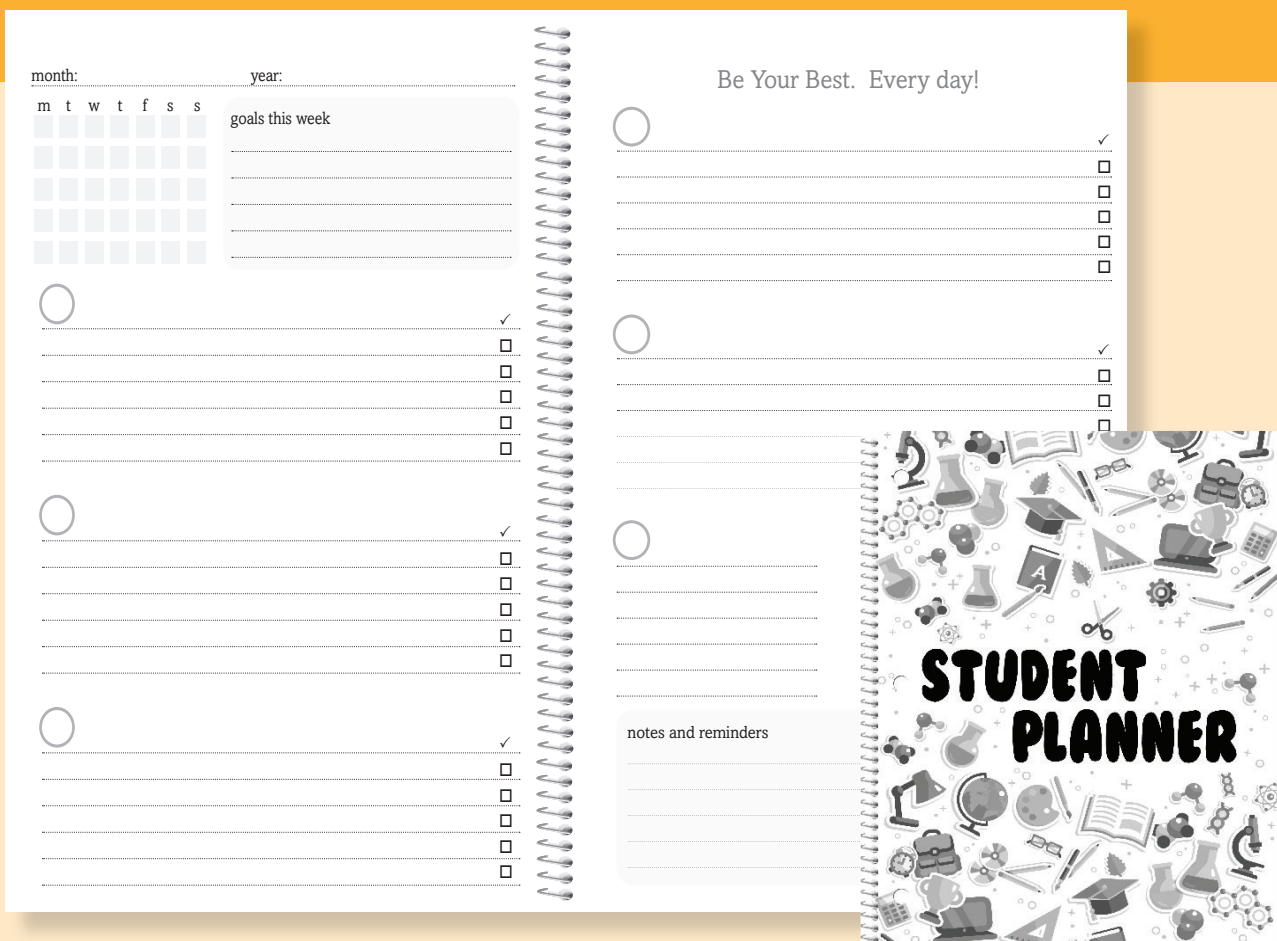 month: year:
m t w t f s s
goals this week
✓
✓
✓
Be Your Best. Every day!
✓
✓
notes and reminders
A
STUDENT
PLANNER